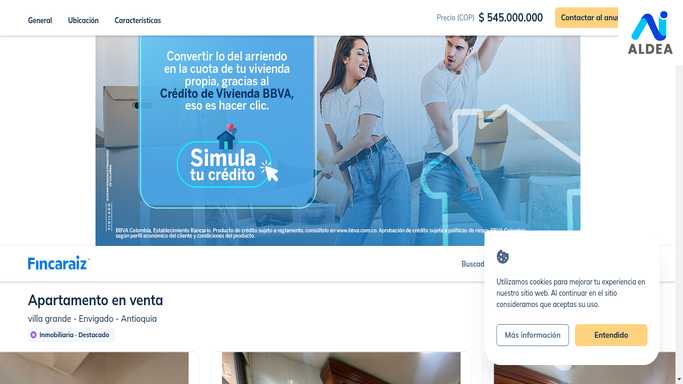 General Ubicación Características Precio (COP) $ 545.000.000 Contactar al anun
ALDEA
Convertir lo del arriendo
en la cuota de tu vivienda
propia, gracias al
Crédito de Vivienda BBVA,
eso es hacer clic.
Simula
tu crédito
BBVA Colombia. Establecimiento Bancario. Producto de crédito sujeto a reglamento, consúltelo en www.bbva.com.co. Aprobación de crédito sujeta a políticas de riesgo BBVA Colombia
según perfil económico del cliente y condiciones del producto.
Fincaraiz Buscad
Apartamento en venta
villa grande - Envigado - Antioquia
Inmobiliaria - Destacado
Utilizamos cookies para mejorar tu experiencia en
nuestro sitio web. Al continuar en el sitio
consideramos que aceptas su uso.
Más información Entendido